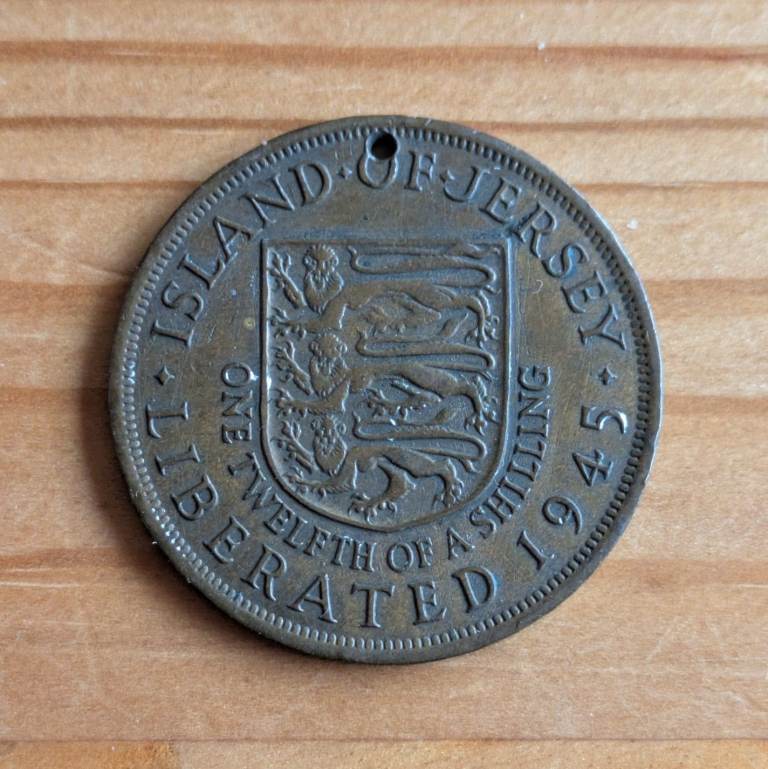 · ISLAND · OF · JERSEY ·
LIBERATED 1945
ONE TWELFTH OF A SHILLING